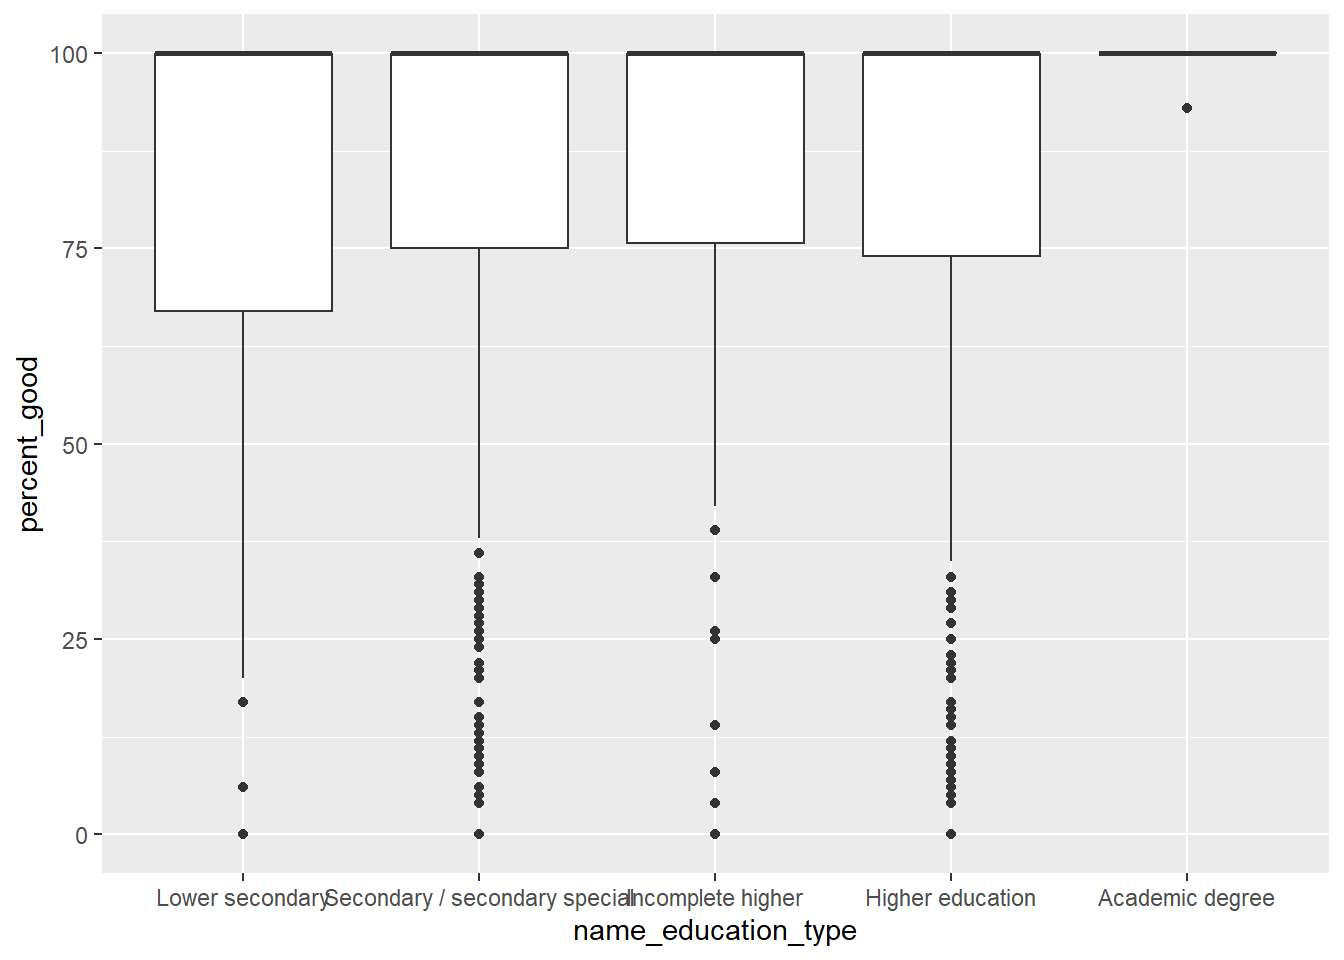 100
75
50
25
0
percent_good
Lower secondary
Secondary / secondary special
Incomplete higher
Higher education
Academic degree
name_education_type